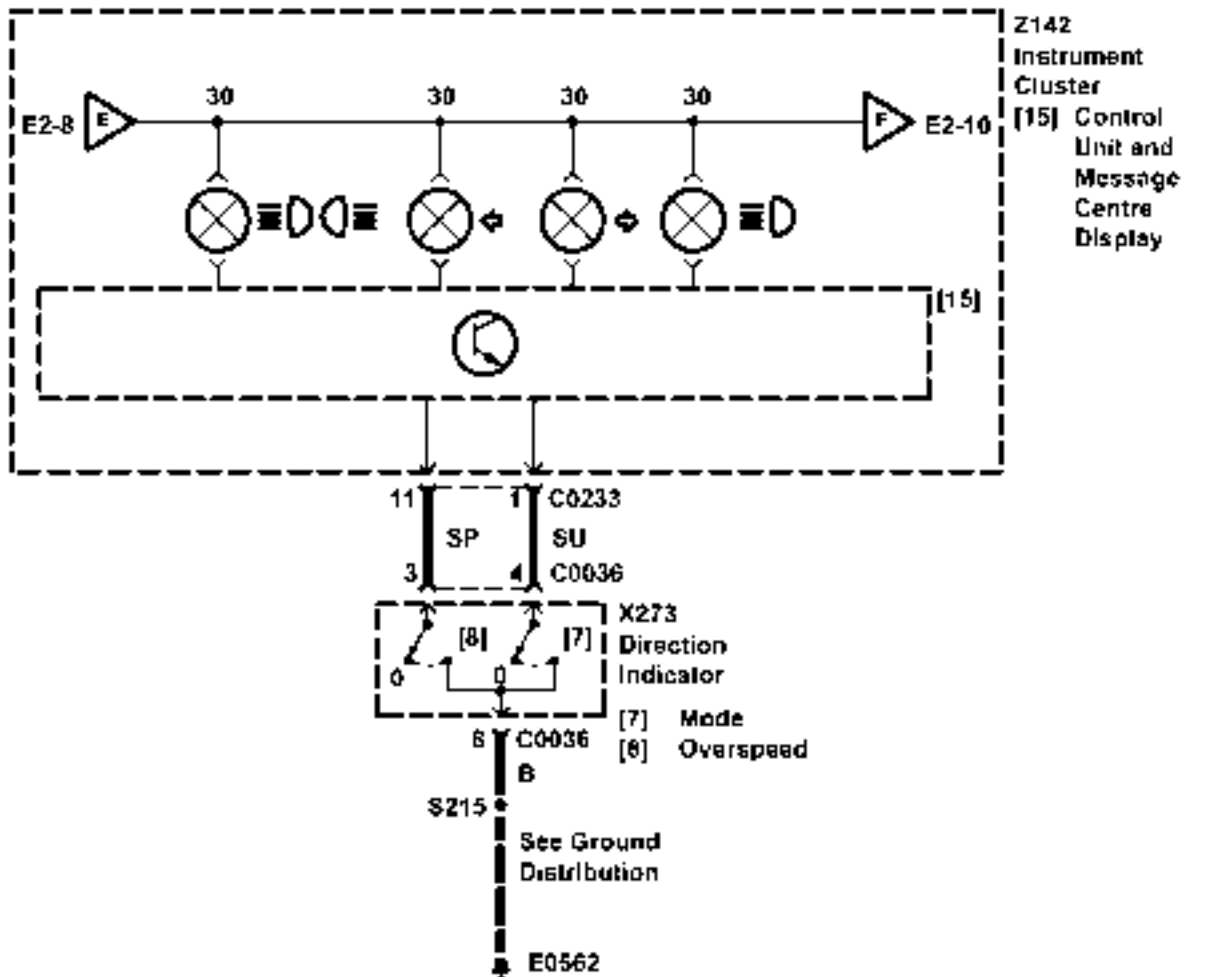 Z142
Instrument
Cluster
[15] Control
Unit and
Message
Centre
Display
30 30 30 30
E2-8 E F E2-10
[15]
11 1 C0233
SP SU
3 4 C0036
X273
Direction
Indicator
[8] [7]
0 0
[7] Mode
[8] Overspeed
6 C0036
B
S215
See Ground
Distribution
E0562